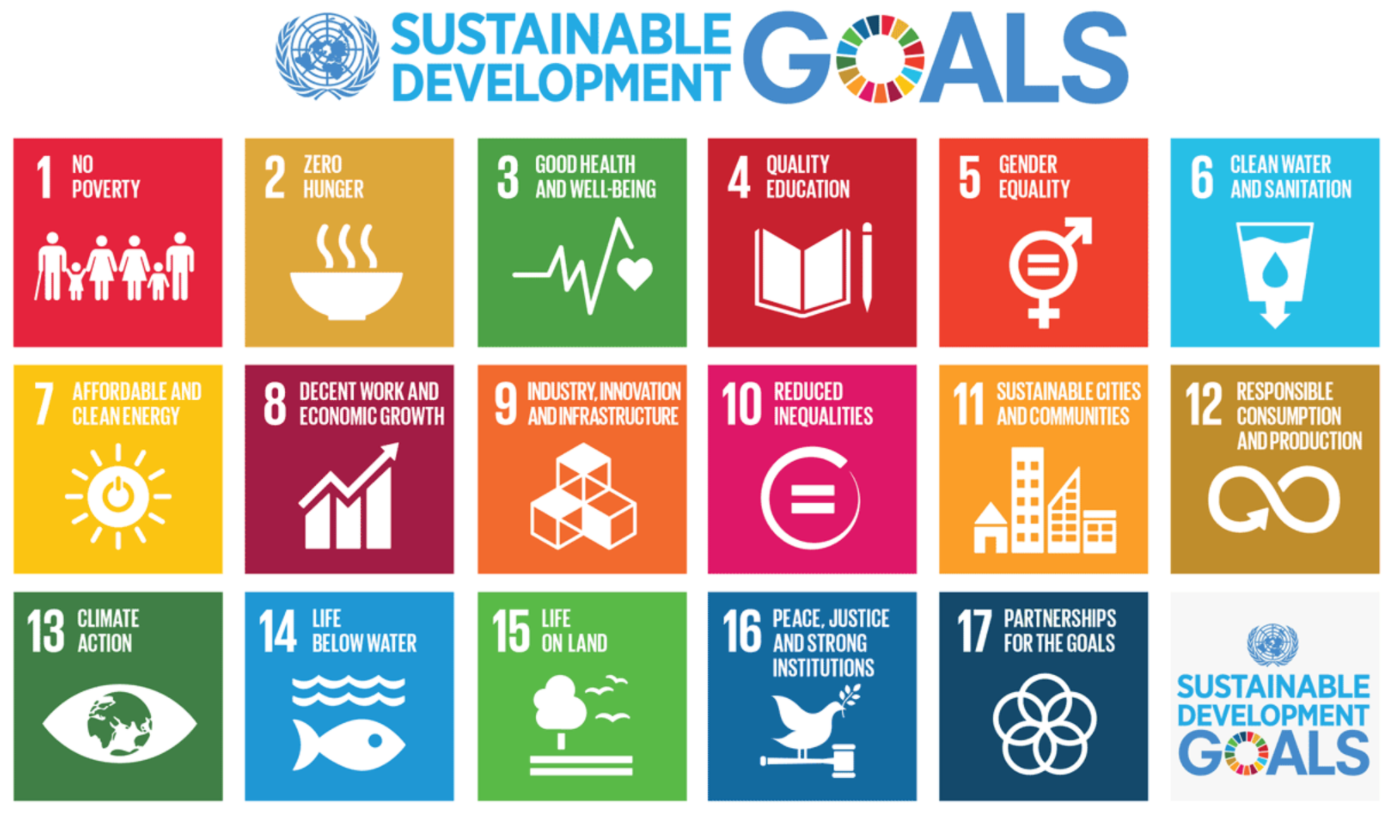 SUSTAINABLE
DEVELOPMENT
GOALS
1 NO
POVERTY
2 ZERO
HUNGER
3 GOOD HEALTH
AND WELL-BEING
4 QUALITY
EDUCATION
5 GENDER
EQUALITY
6 CLEAN WATER
AND SANITATION
7 AFFORDABLE AND
CLEAN ENERGY
8 DECENT WORK AND
ECONOMIC GROWTH
9 INDUSTRY, INNOVATION
AND INFRASTRUCTURE
10 REDUCED
INEQUALITIES
11 SUSTAINABLE CITIES
AND COMMUNITIES
12 RESPONSIBLE
CONSUMPTION
AND PRODUCTION
13 CLIMATE
ACTION
14 LIFE
BELOW WATER
15 LIFE
ON LAND
16 PEACE, JUSTICE
AND STRONG
INSTITUTIONS
17 PARTNERSHIPS
FOR THE GOALS
SUSTAINABLE
DEVELOPMENT
GOALS